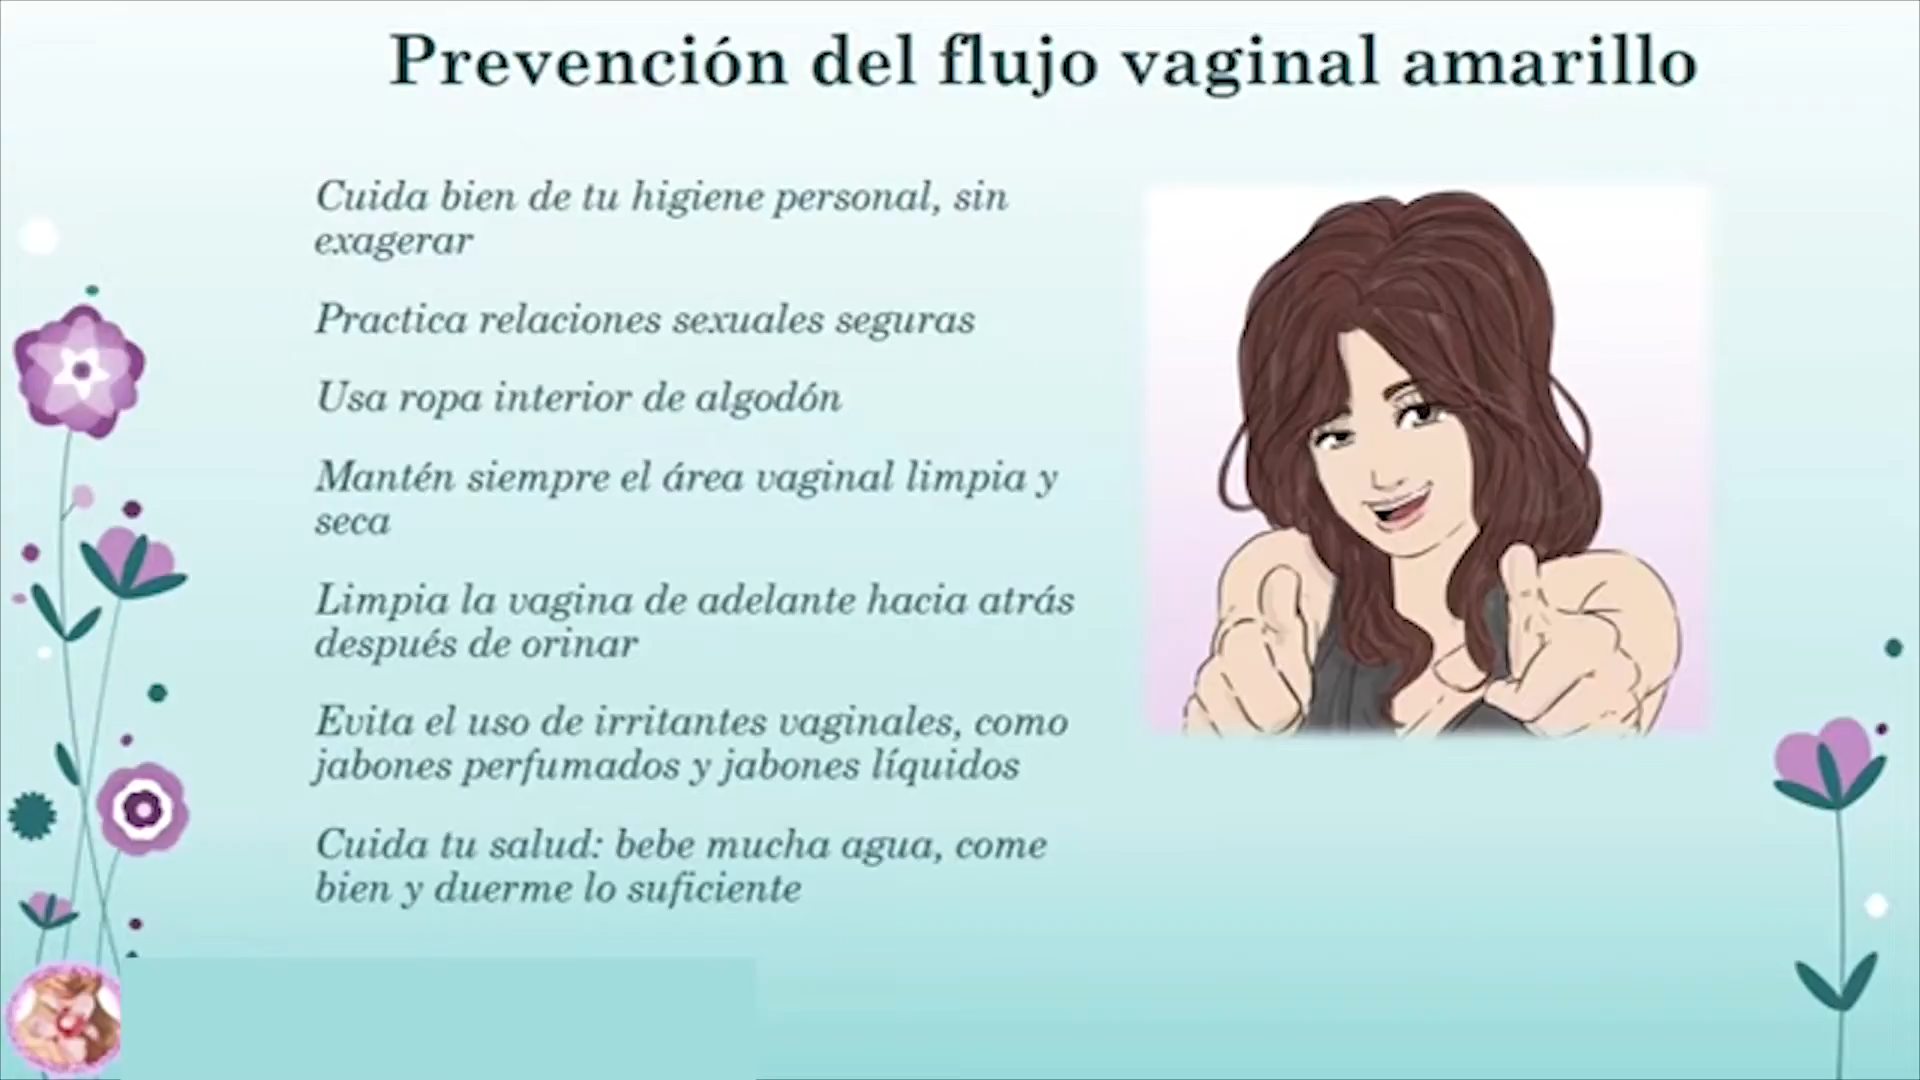 Prevención del flujo vaginal amarillo
Cuida bien de tu higiene personal, sin
exagerar
Practica relaciones sexuales seguras
Usa ropa interior de algodón
Mantén siempre el área vaginal limpia y
seca
Limpia la vagina de adelante hacia atrás
después de orinar
Evita el uso de irritantes vaginales, como
jabones perfumados y jabones líquidos
Cuida tu salud: bebe mucha agua, come
bien y duerme lo suficiente